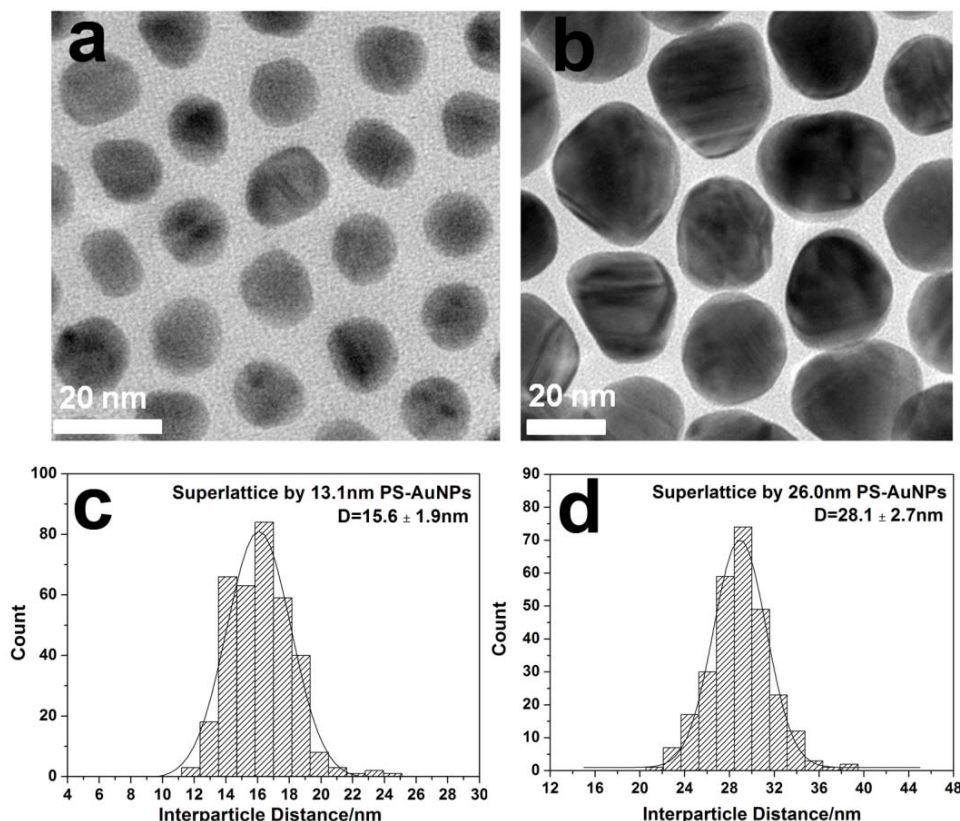 a
b
20 nm
20 nm
c
Superlattice by 13.1nm PS-AuNPs
D=15.6 ± 1.9nm
100
80
60
40
20
0
Count
4 6 8 10 12 14 16 18 20 22 24 26 28 30
Interparticle Distance/nm
d
Superlattice by 26.0nm PS-AuNPs
D=28.1 ± 2.7nm
90
80
70
60
50
40
30
20
10
0
Count
12 16 20 24 28 32 36 40 44 48
Interparticle Distance/nm